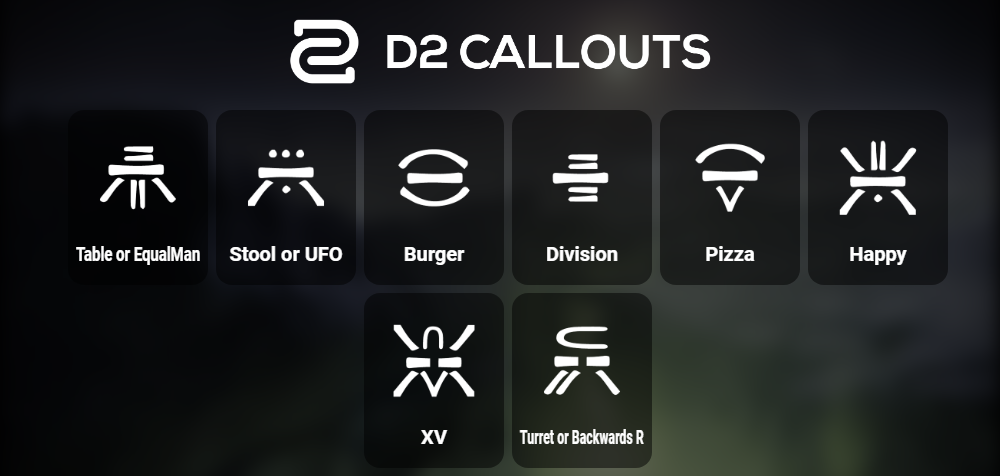 D2 CALLOUTS
Table or EqualMan
Stool or UFO
Burger
Division
Pizza
Happy
XV
Turret or Backwards R